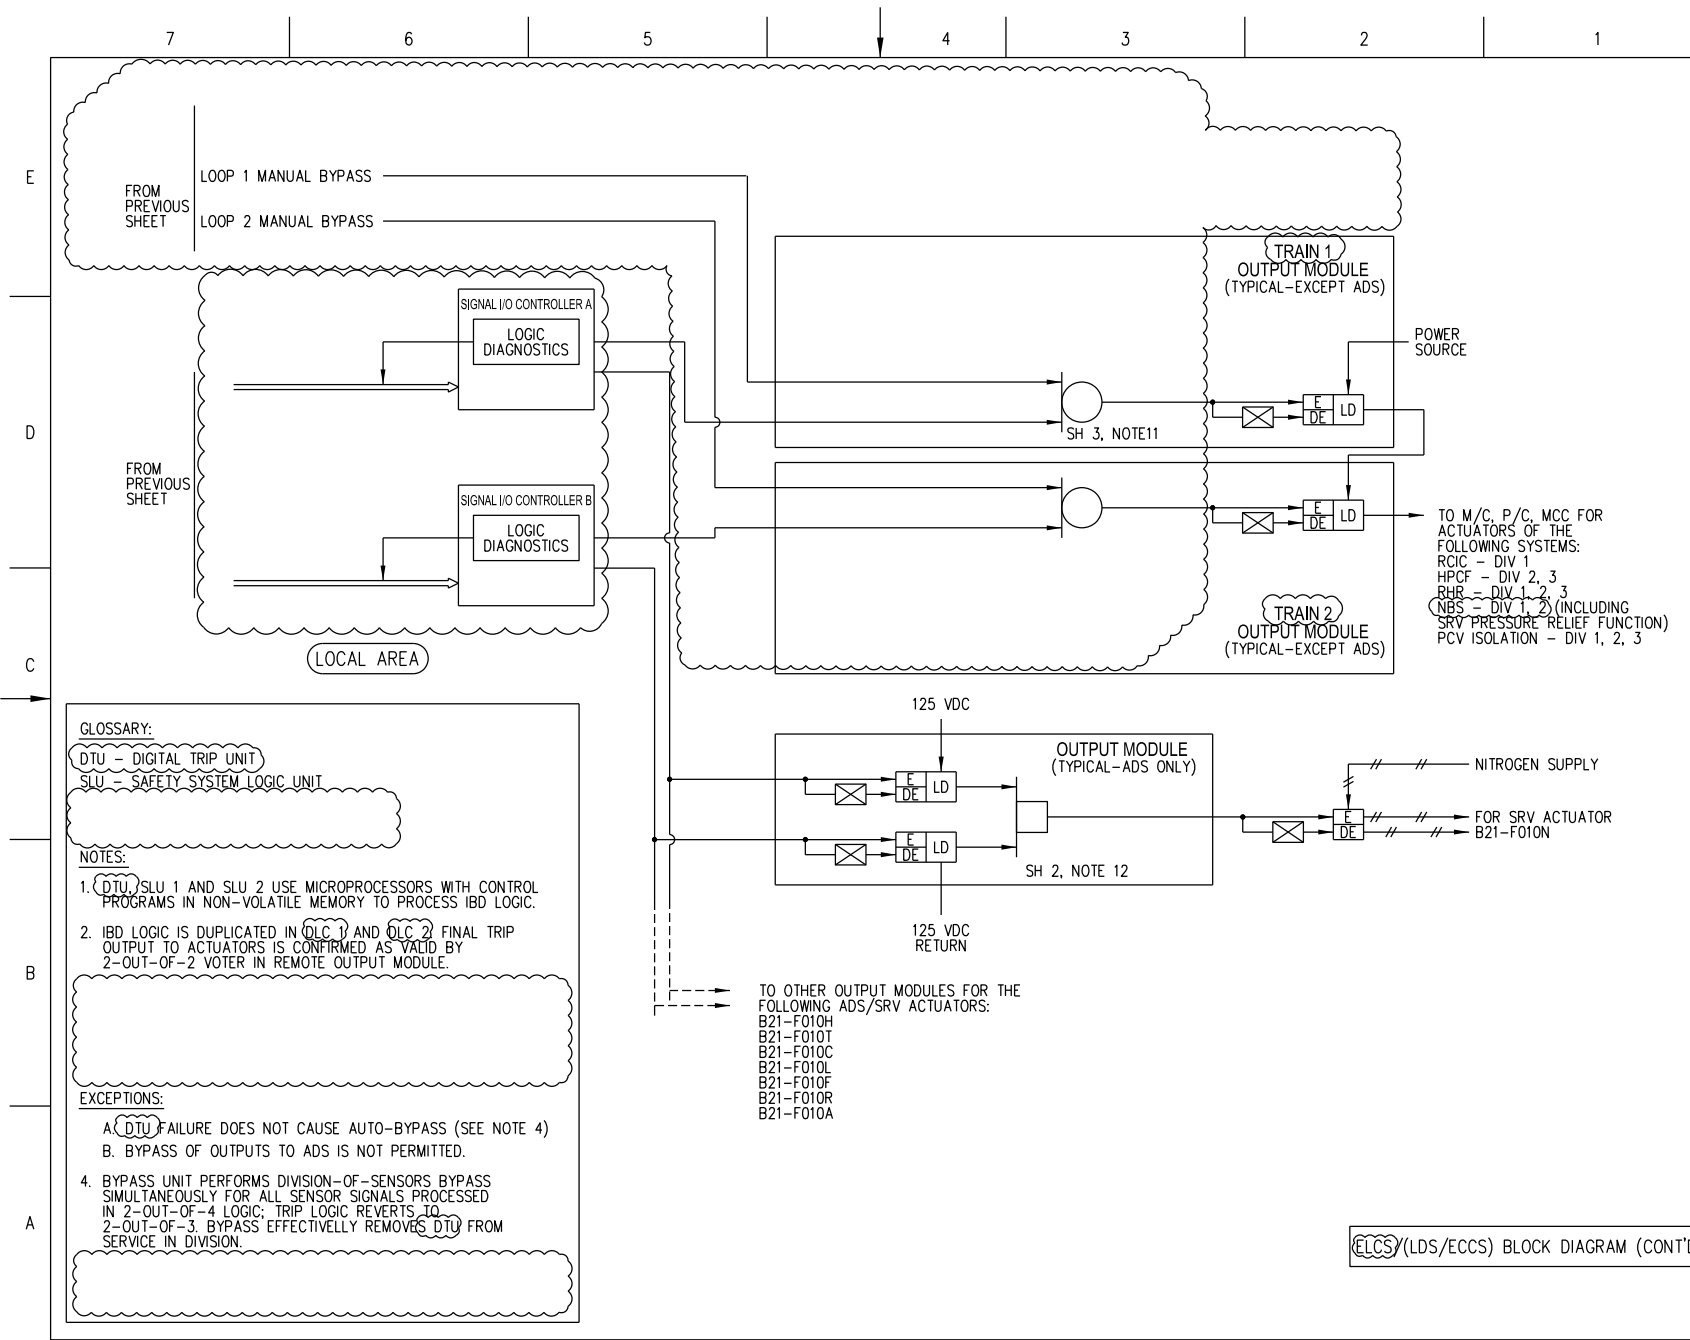 7 6 5 4 3 2 1
E
FROM
PREVIOUS
SHEET
LOOP 1 MANUAL BYPASS
LOOP 2 MANUAL BYPASS
TRAIN 1
OUTPUT MODULE
(TYPICAL-EXCEPT ADS)
SIGNAL I/O CONTROLLER A
LOGIC
DIAGNOSTICS
POWER
SOURCE
E
DE
LD
SH 3, NOTE11
D
FROM
PREVIOUS
SHEET
SIGNAL I/O CONTROLLER B
LOGIC
DIAGNOSTICS
E
DE
LD
TO M/C, P/C, MCC FOR
ACTUATORS OF THE
FOLLOWING SYSTEMS:
RCIC - DIV 1
HPCF - DIV 2, 3
RHR - DIV 1, 2, 3
NBS - DIV 1, 2 (INCLUDING
SRV PRESSURE RELIEF FUNCTION)
PCV ISOLATION - DIV 1, 2, 3
TRAIN 2
OUTPUT MODULE
(TYPICAL-EXCEPT ADS)
C
LOCAL AREA
125 VDC
OUTPUT MODULE
(TYPICAL-ADS ONLY)
E
DE
LD
E
DE
LD
SH 2, NOTE 12
125 VDC
RETURN
NITROGEN SUPPLY
E
DE
FOR SRV ACTUATOR
B21-F010N
GLOSSARY:
DTU - DIGITAL TRIP UNIT
SLU - SAFETY SYSTEM LOGIC UNIT
NOTES:
1. DTU, SLU 1 AND SLU 2 USE MICROPROCESSORS WITH CONTROL
PROGRAMS IN NON-VOLATILE MEMORY TO PROCESS IBD LOGIC.
2. IBD LOGIC IS DUPLICATED IN DLC 1 AND DLC 2. FINAL TRIP
OUTPUT TO ACTUATORS IS CONFIRMED AS VALID BY
2-OUT-OF-2 VOTER IN REMOTE OUTPUT MODULE.
B
TO OTHER OUTPUT MODULES FOR THE
FOLLOWING ADS/SRV ACTUATORS:
B21-F010H
B21-F010T
B21-F010C
B21-F010L
B21-F010F
B21-F010R
B21-F010A
EXCEPTIONS:
A. DTU FAILURE DOES NOT CAUSE AUTO-BYPASS (SEE NOTE 4)
B. BYPASS OF OUTPUTS TO ADS IS NOT PERMITTED.
4. BYPASS UNIT PERFORMS DIVISION-OF-SENSORS BYPASS
SIMULTANEOUSLY FOR ALL SENSOR SIGNALS PROCESSED
IN 2-OUT-OF-4 LOGIC; TRIP LOGIC REVERTS TO
2-OUT-OF-3. BYPASS EFFECTIVELLY REMOVES DTU FROM
SERVICE IN DIVISION.
A
ELCS/(LDS/ECCS) BLOCK DIAGRAM (CONT'D